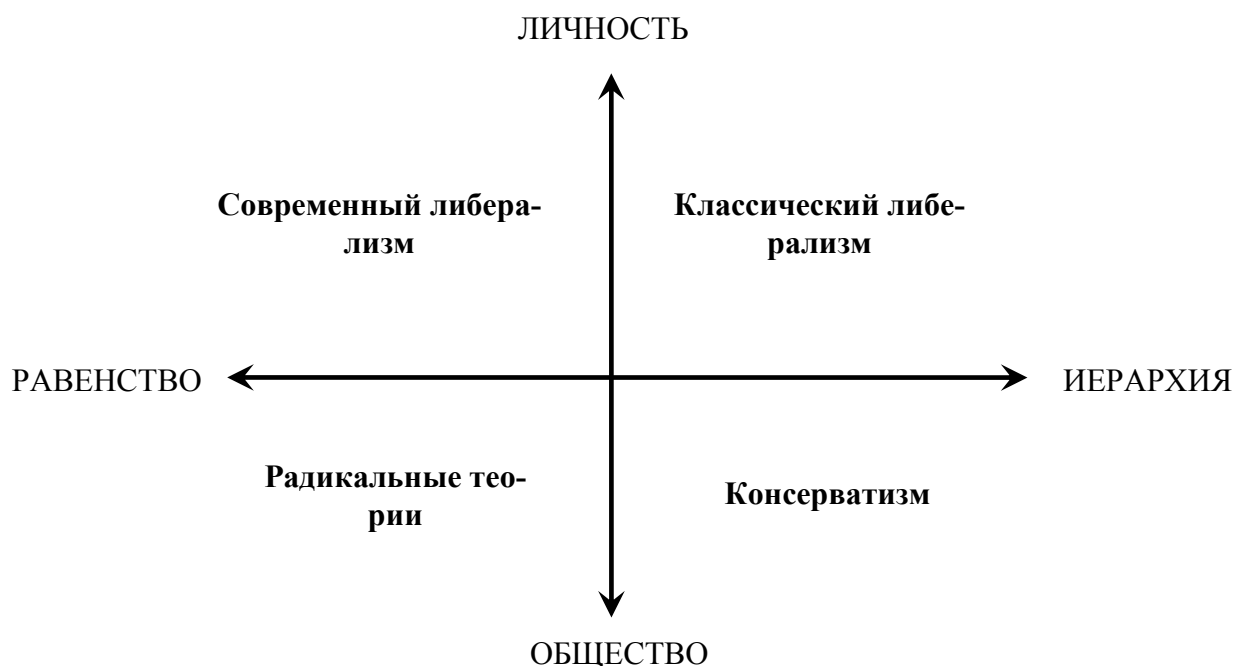 ЛИЧНОСТЬ
Современный либера-
лизм
Классический либе-
рализм
РАВЕНСТВО
ИЕРАРХИЯ
Радикальные тео-
рии
Консерватизм
ОБЩЕСТВО